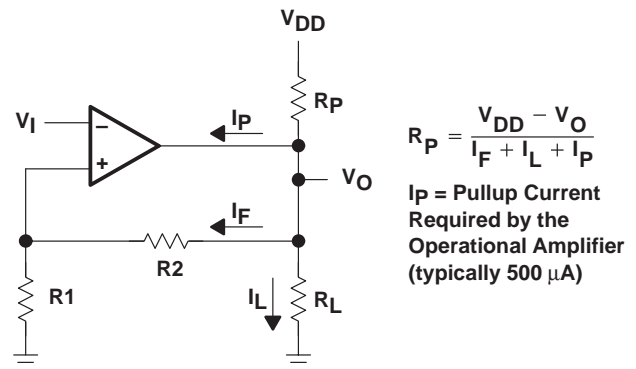 VDD
RP
VI
–
+
IP
VO
IF
R2
R1
IL
RL
RP = VDD – VO / IF + IL + IP
IP = Pullup Current
Required by the
Operational Amplifier
(typically 500 μA)